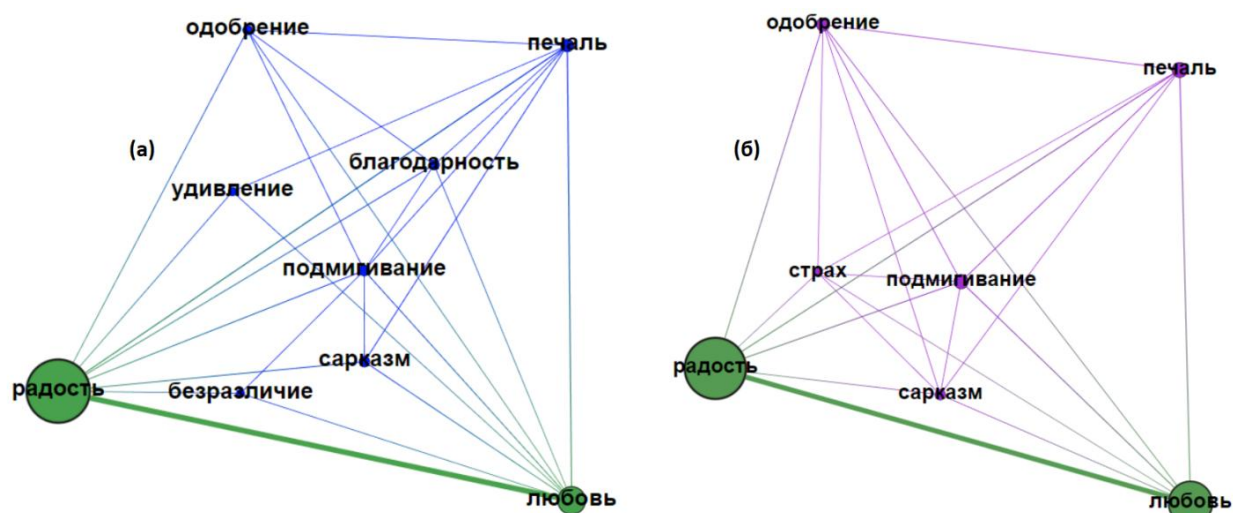 одобрение
печаль
(а)
благодарность
удивление
подмигивание
сарказм
радость
безразличие
любовь
одобрение
печаль
(б)
страх
подмигивание
радость
сарказм
любовь